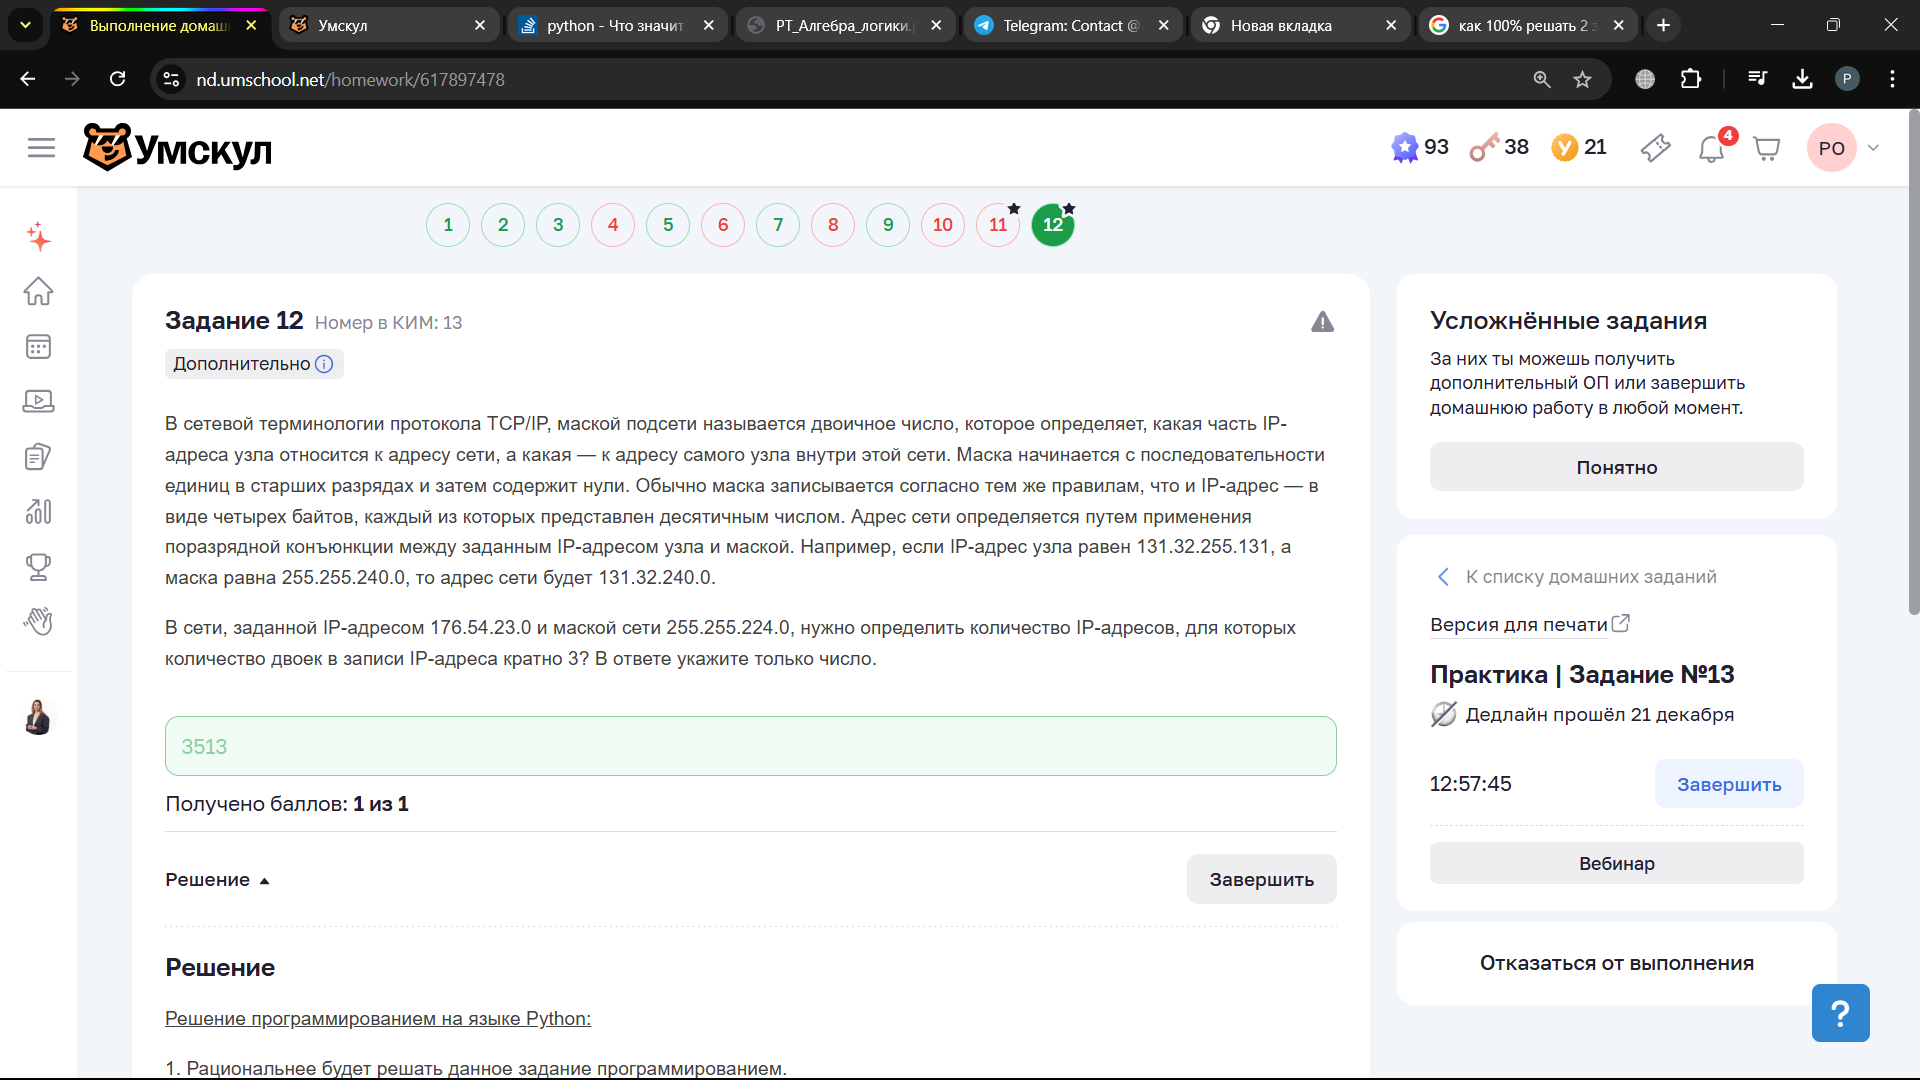 Выполнение домаш
Умскул
python - Что значит
РТ_Алгебра_логики.
Telegram: Contact @
Новая вкладка
как 100% решать 2 з
nd.umschool.net/homework/617897478
P
Умскул
93
38
21
4
PO
1 2 3 4 5 6 7 8 9 10 11 12
Задание 12 Номер в КИМ: 13
Дополнительно
В сетевой терминологии протокола TCP/IP, маской подсети называется двоичное число, которое определяет, какая часть IP-
адреса узла относится к адресу сети, а какая — к адресу самого узла внутри этой сети. Маска начинается с последовательности
единиц в старших разрядах и затем содержит нули. Обычно маска записывается согласно тем же правилам, что и IP-адрес — в
виде четырех байтов, каждый из которых представлен десятичным числом. Адрес сети определяется путем применения
поразрядной конъюнкции между заданным IP-адресом узла и маской. Например, если IP-адрес узла равен 131.32.255.131, а
маска равна 255.255.240.0, то адрес сети будет 131.32.240.0.
В сети, заданной IP-адресом 176.54.23.0 и маской сети 255.255.224.0, нужно определить количество IP-адресов, для которых
количество двоек в записи IP-адреса кратно 3? В ответе укажите только число.
3513
Получено баллов: 1 из 1
Решение
Завершить
Решение
Решение программированием на языке Python:
1. Рациональнее будет решать данное задание программированием.
Усложнённые задания
За них ты можешь получить
дополнительный ОП или завершить
домашнюю работу в любой момент.
Понятно
К списку домашних заданий
Версия для печати
Практика | Задание №13
Дедлайн прошёл 21 декабря
12:57:45
Завершить
Вебинар
Отказаться от выполнения
?